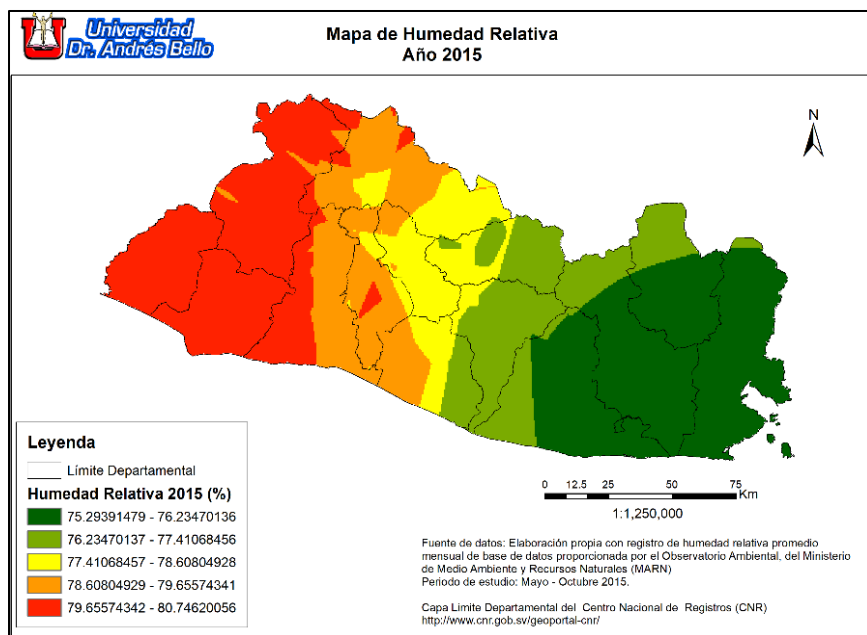 Universidad
Dr. Andrés Bello
Mapa de Humedad Relativa
Año 2015
N
Leyenda
Límite Departamental
Humedad Relativa 2015 (%)
75.29391479 - 76.23470136
76.23470137 - 77.41068456
77.41068457 - 78.60804928
78.60804929 - 79.65574341
79.65574342 - 80.74620056
0 12.5 25 50 75
Km
1:1,250,000
Fuente de datos: Elaboración propia con registro de humedad relativa promedio
mensual de base de datos proporcionada por el Observatorio Ambiental, del Ministerio
de Medio Ambiente y Recursos Naturales (MARN)
Periodo de estudio: Mayo - Octubre 2015.
Capa Limite Departamental del Centro Nacional de Registros (CNR)
http://www.cnr.gob.sv/geoportal-cnr/